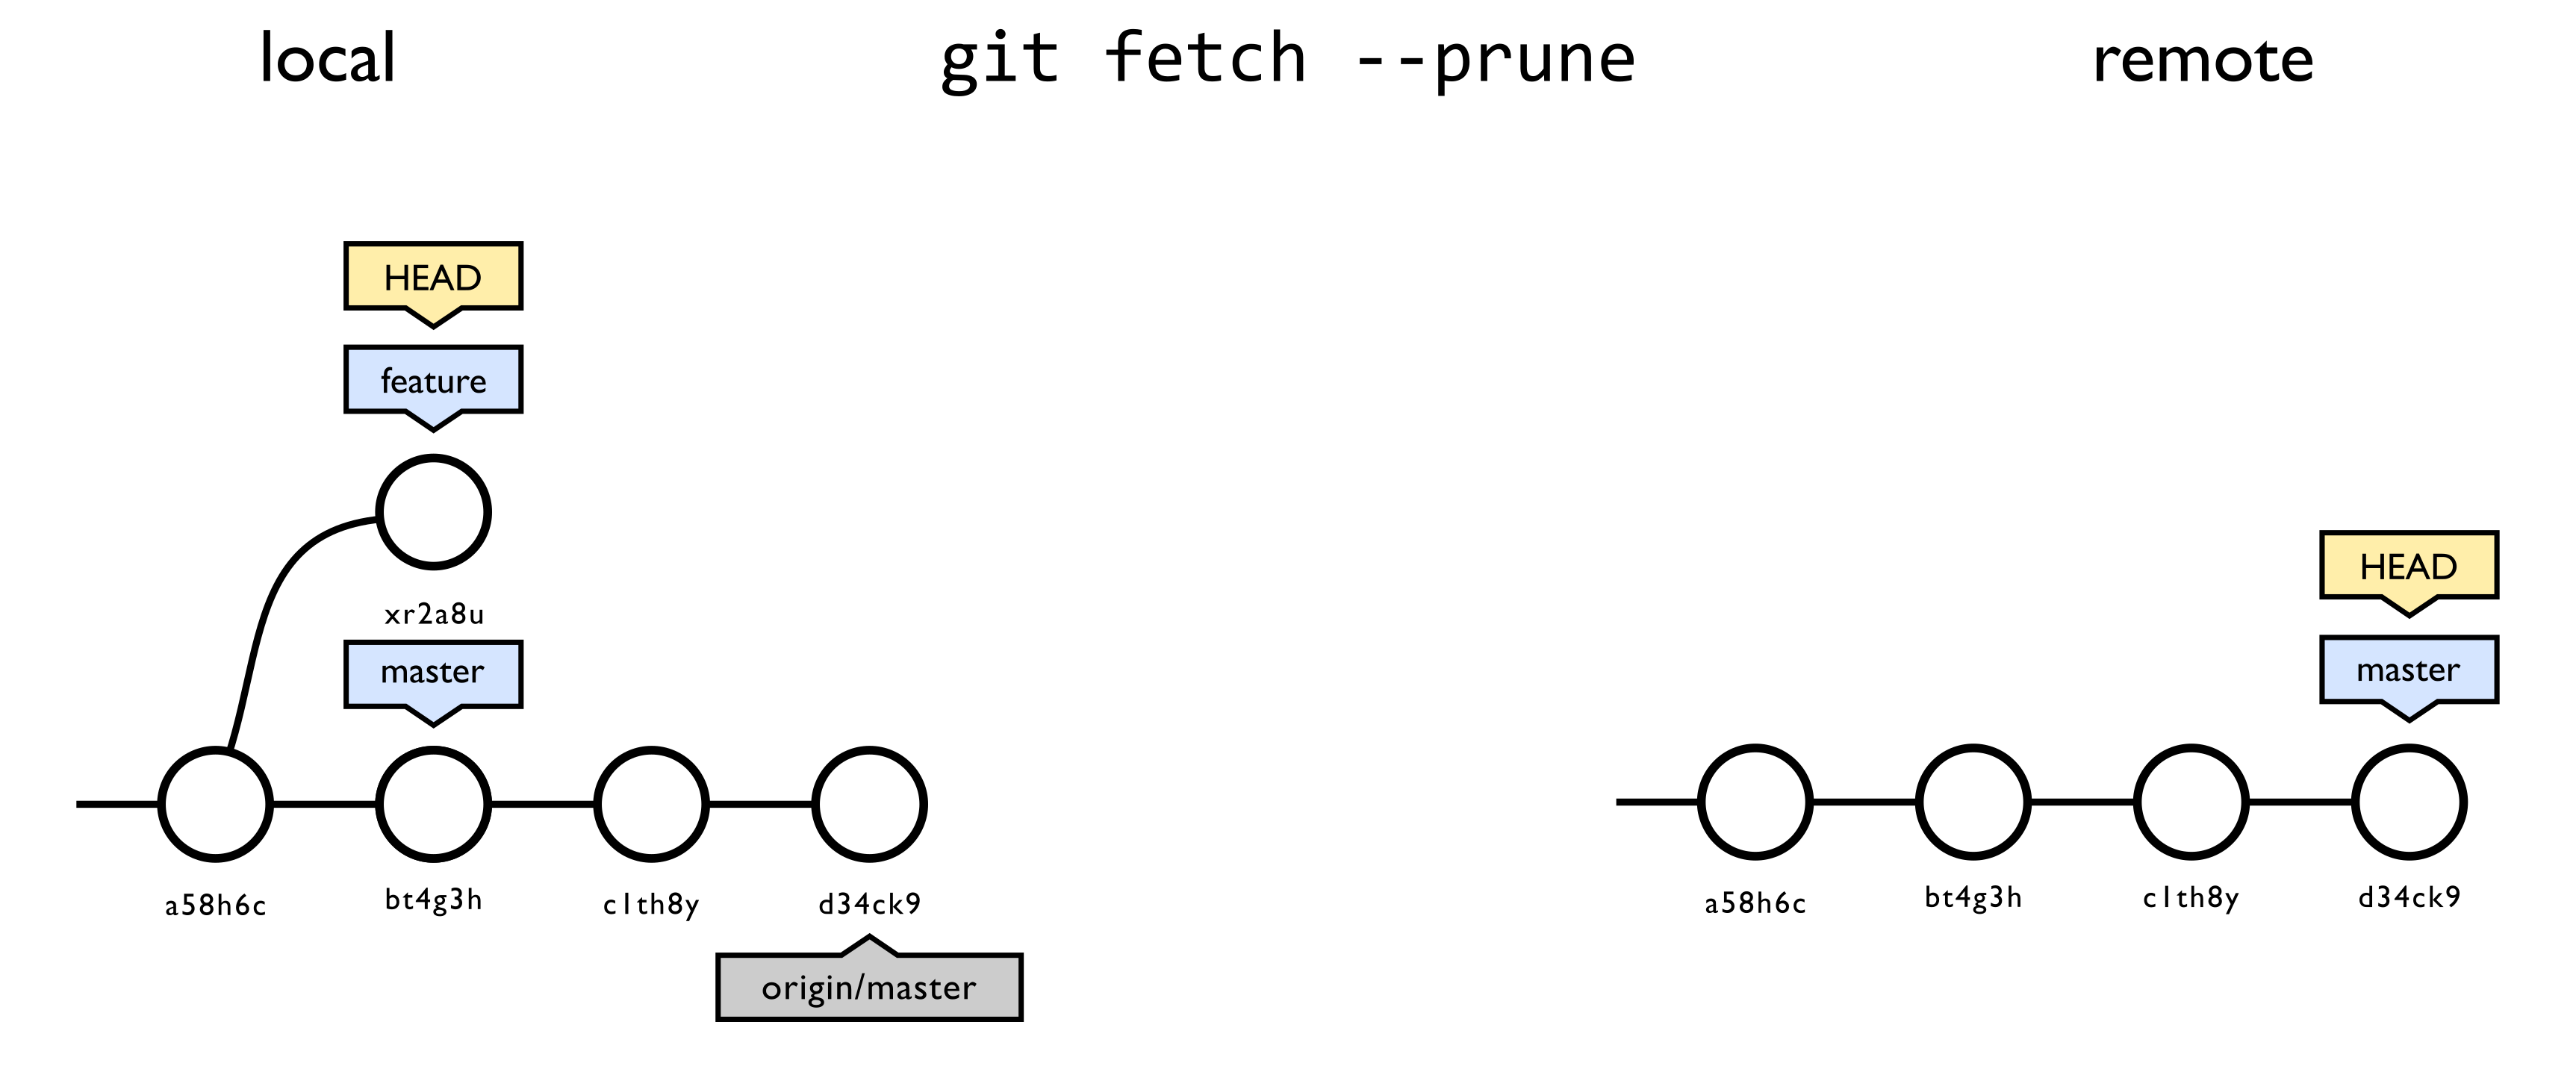 local
git fetch --prune
remote
HEAD
feature
xr2a8u
master
a58h6c
bt4g3h
c1th8y
d34ck9
origin/master
HEAD
master
a58h6c
bt4g3h
c1th8y
d34ck9